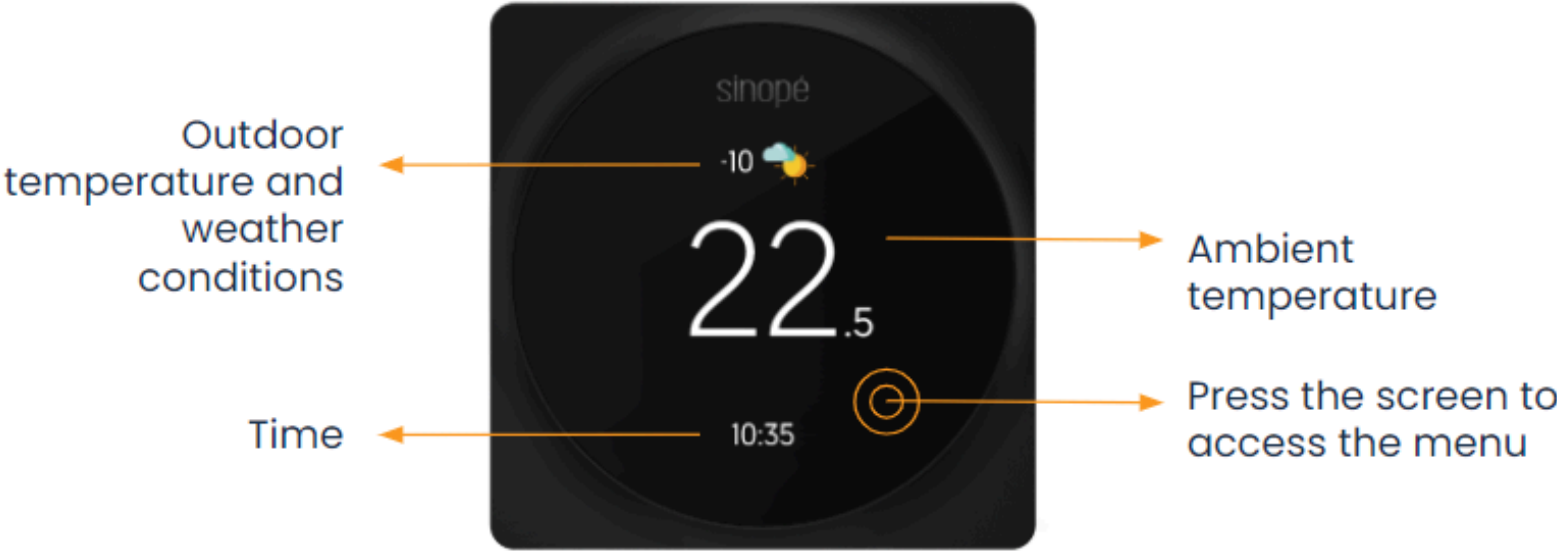 sinopé
Outdoor
temperature and
weather
conditions
-10
22.5
Ambient
temperature
Time
10:35
Press the screen to
access the menu